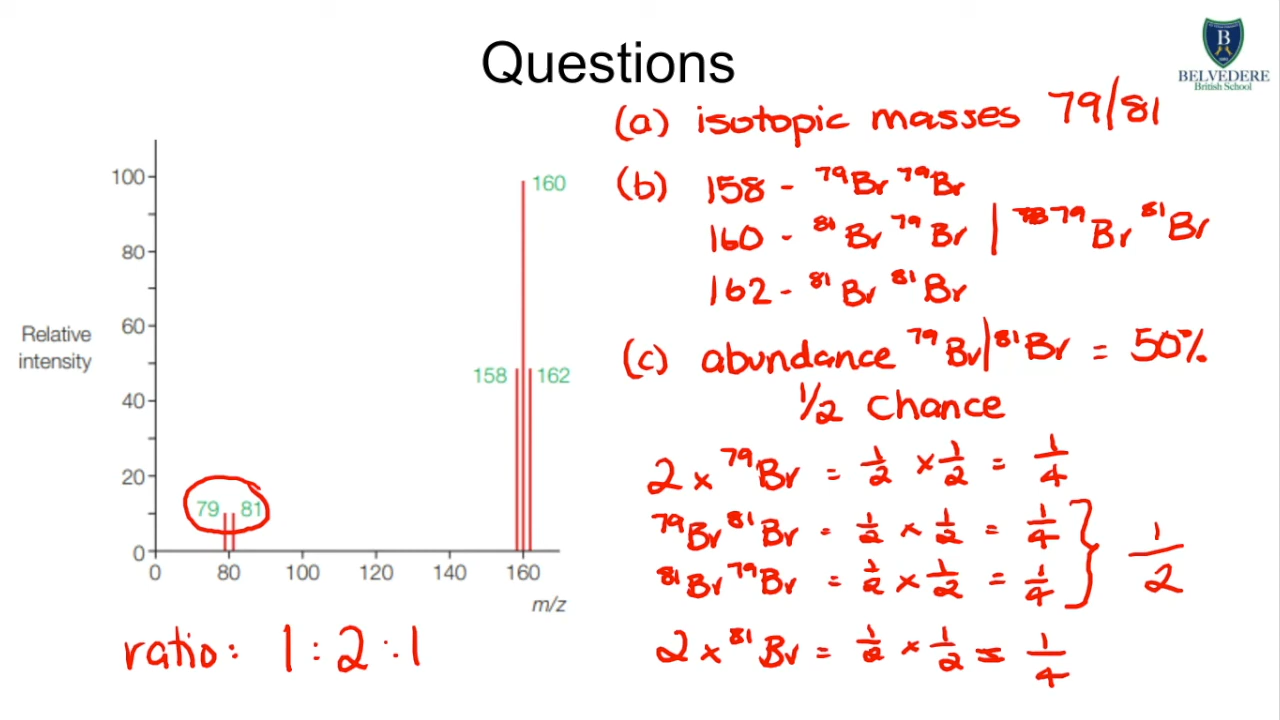 Questions
B
BELVEDERE
British School
(a) isotopic masses 79/81
(b) 158 - ⁷⁹Br ⁷⁹Br
160 - ⁸¹Br ⁷⁹Br | ⁷⁹Br ⁸¹Br
162 - ⁸¹Br ⁸¹Br
(c) abundance ⁷⁹Br|⁸¹Br = 50%
1/2 chance
2 × ⁷⁹Br = 1/2 × 1/2 = 1/4
⁷⁹Br ⁸¹Br = 1/2 × 1/2 = 1/4
⁸¹Br ⁷⁹Br = 1/2 × 1/2 = 1/4 } 1/2
2 × ⁸¹Br = 1/2 × 1/2 = 1/4
Relative
intensity
100
80
60
40
20
0
160
158 162
79 81
0 80 100 120 140 160
m/z
ratio: 1:2:1